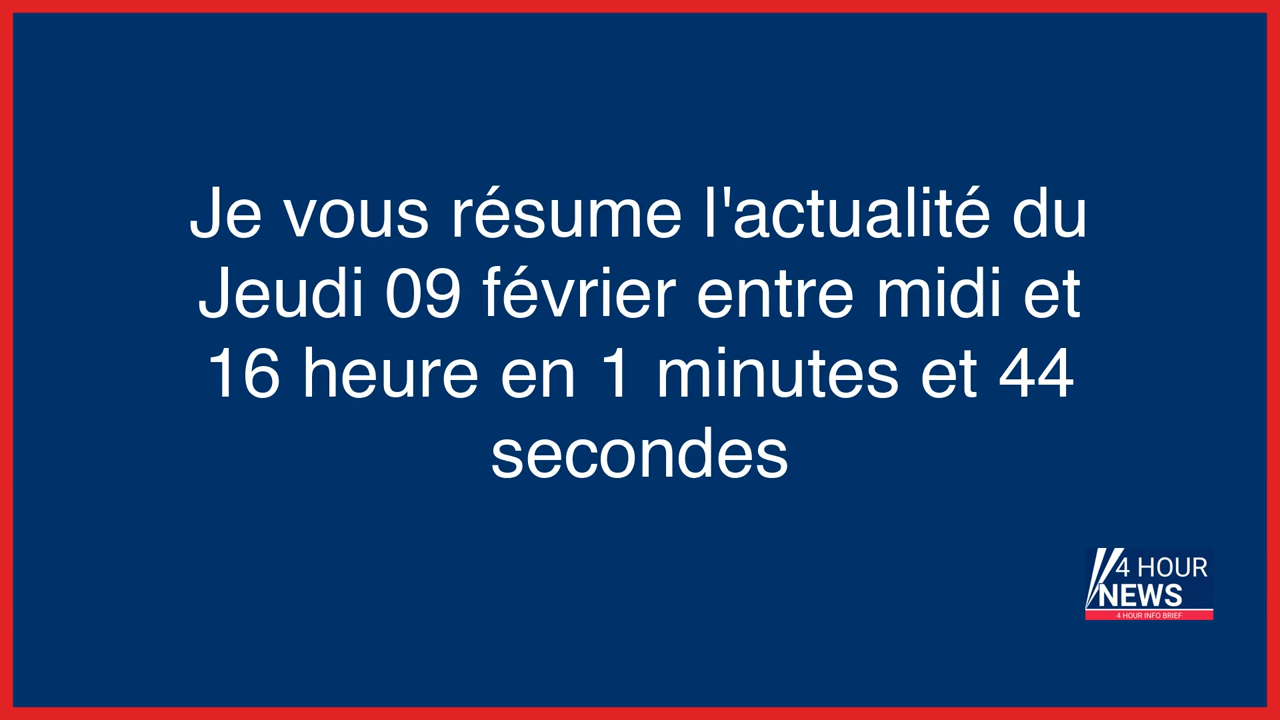 Je vous résume l'actualité du
Jeudi 09 février entre midi et
16 heure en 1 minutes et 44
secondes
4 HOUR
NEWS
4 HOUR INFO BRIEF